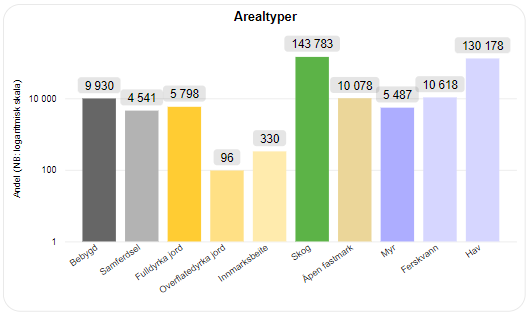 Arealtyper
Andel (NB: logaritmisk skala)
10 000
100
1
9 930
4 541
5 798
96
330
143 783
10 078
5 487
10 618
130 178
Bebygd
Samferdsel
Fulldyrka jord
Overflatedyrka jord
Innmarksbeite
Skog
Åpen fastmark
Myr
Ferskvann
Hav